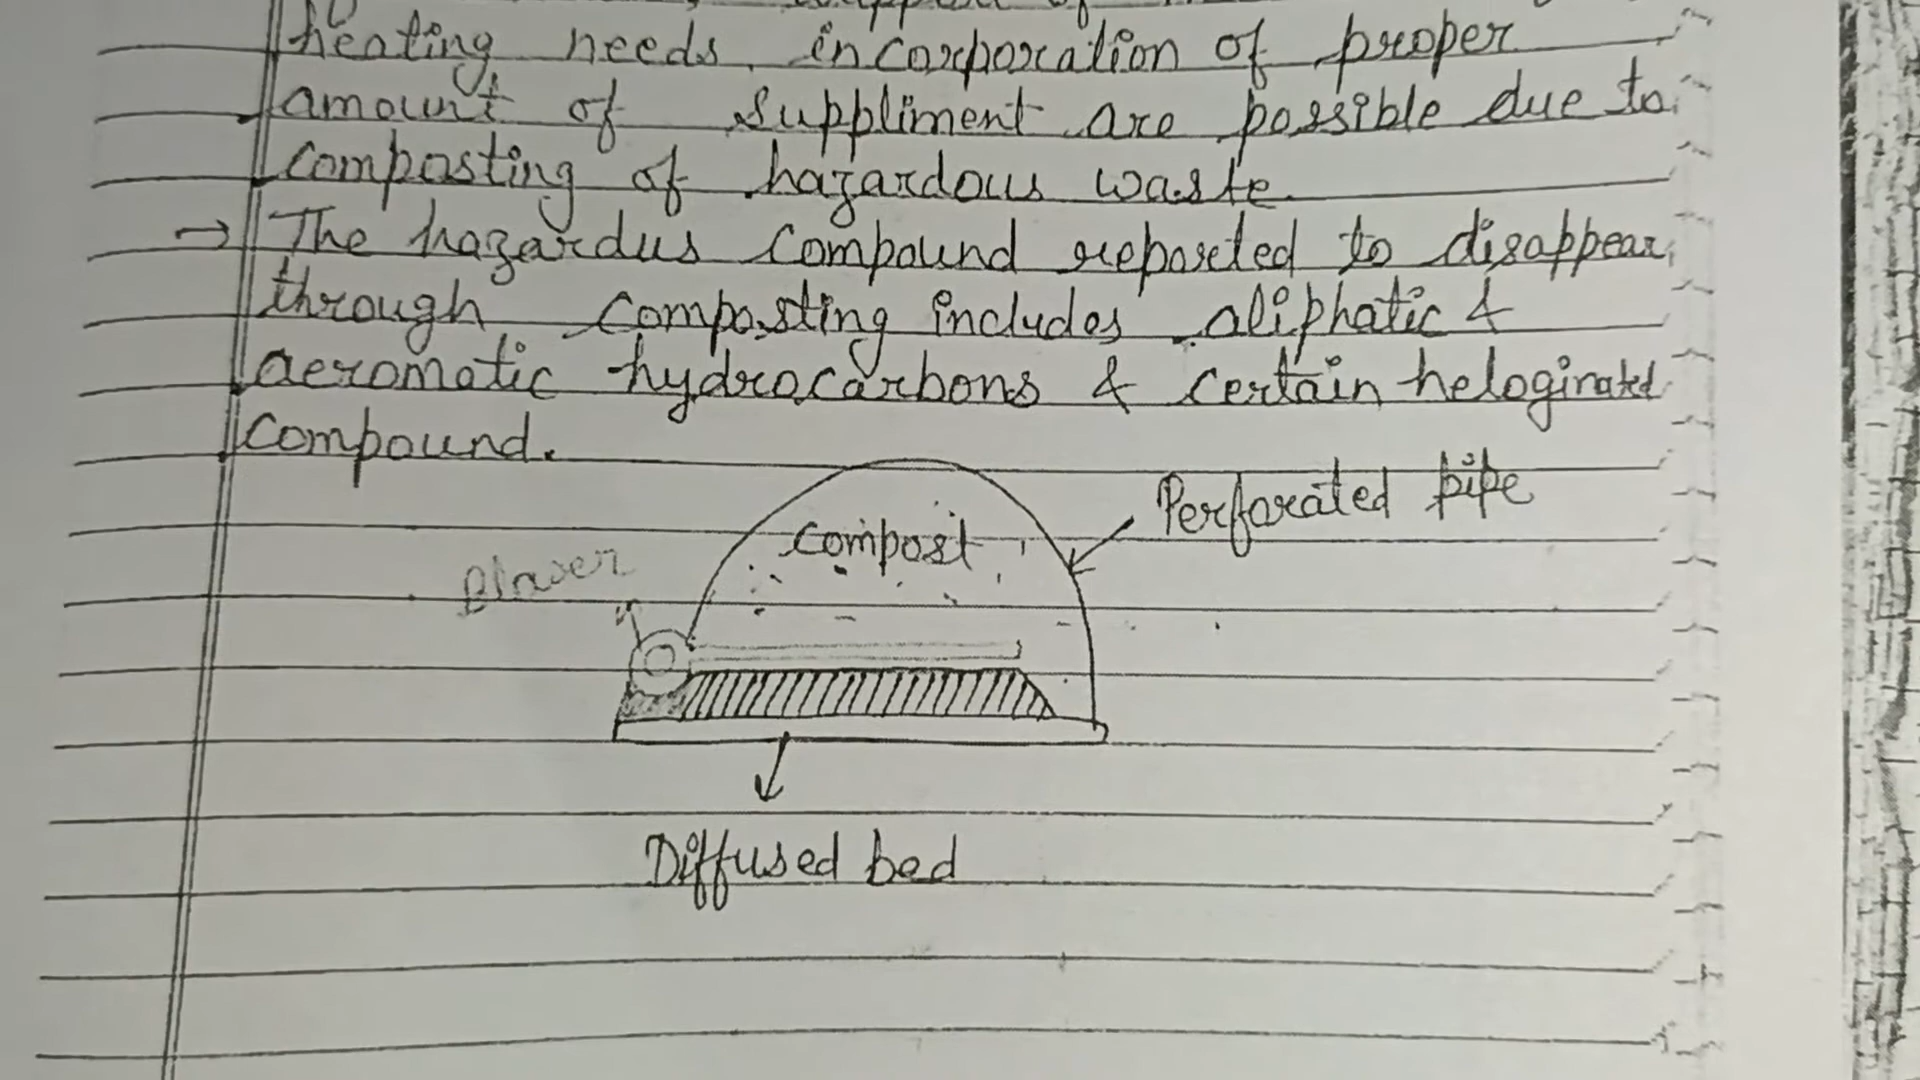 heating needs, incorporation of proper
amount of suppliment are possible due to
composting of hazardous waste.
→ The hazardus compound reported to disappear
through composting includes aliphatic &
aeromatic hydrocarbons & certain heloginated
compound.
Perforated pipe
compost
Blower
Diffused bed